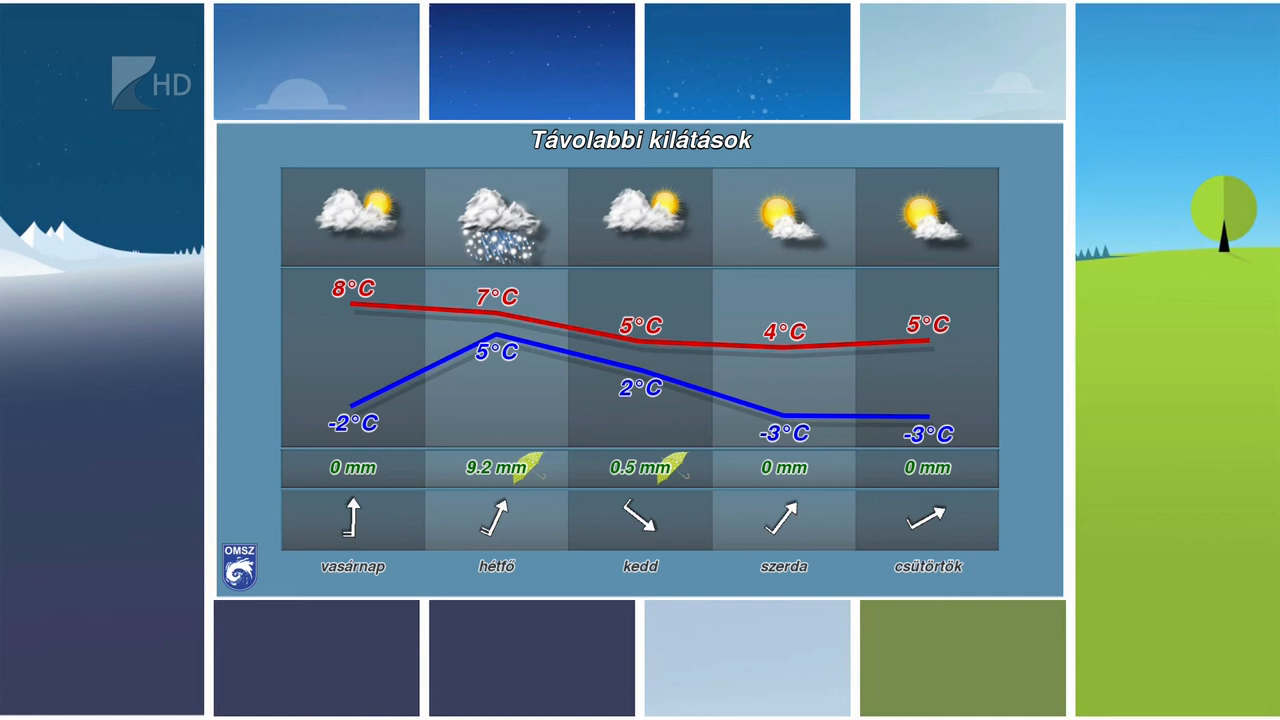 HD
Távolabbi kilátások
8°C 7°C 5°C 4°C 5°C
-2°C 5°C 2°C -3°C -3°C
0 mm 9.2 mm 0.5 mm 0 mm 0 mm
OMSZ
vasárnap hétfő kedd szerda csütörtök